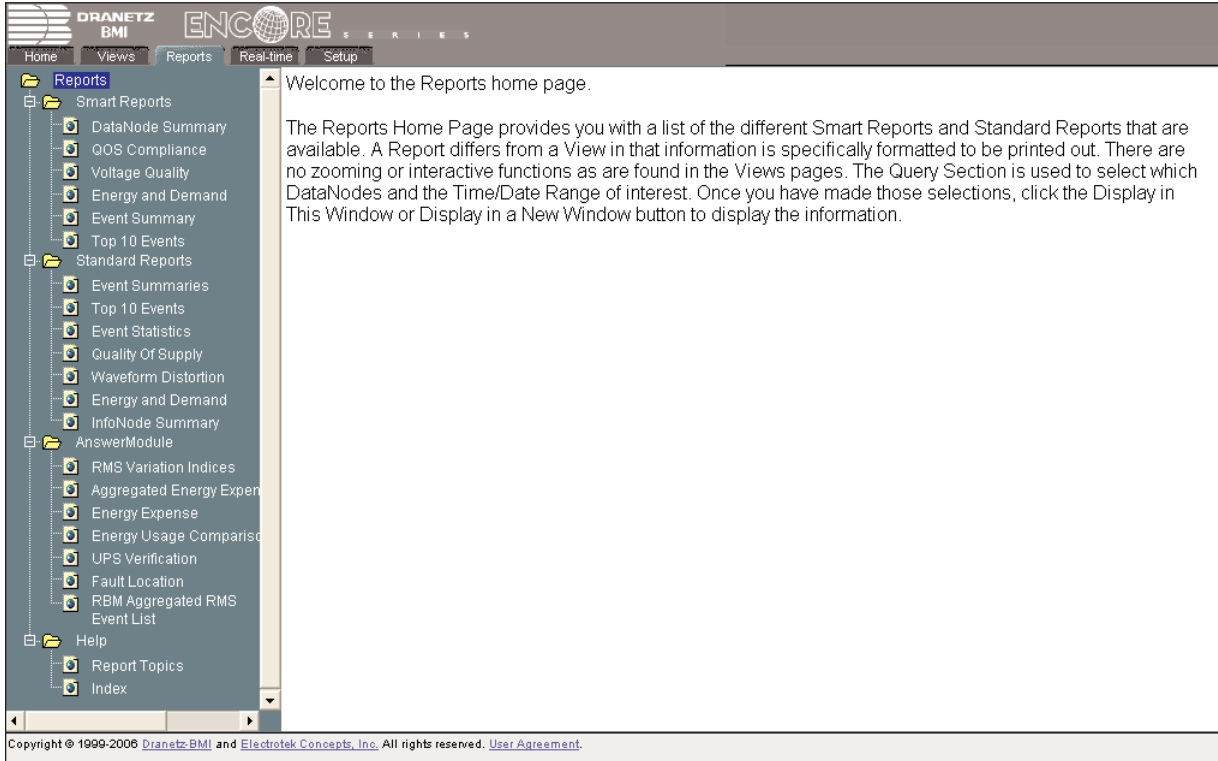 DRANETZ
BMI
ENCORE
SERIES
Home Views Reports Real-time Setup
Reports
Smart Reports
DataNode Summary
QOS Compliance
Voltage Quality
Energy and Demand
Event Summary
Top 10 Events
Standard Reports
Event Summaries
Top 10 Events
Event Statistics
Quality Of Supply
Waveform Distortion
Energy and Demand
InfoNode Summary
AnswerModule
RMS Variation Indices
Aggregated Energy Expen
Energy Expense
Energy Usage Compariso
UPS Verification
Fault Location
RBM Aggregated RMS
Event List
Help
Report Topics
Index
Welcome to the Reports home page.
The Reports Home Page provides you with a list of the different Smart Reports and Standard Reports that are
available. A Report differs from a View in that information is specifically formatted to be printed out. There are
no zooming or interactive functions as are found in the Views pages. The Query Section is used to select which
DataNodes and the Time/Date Range of interest. Once you have made those selections, click the Display in
This Window or Display in a New Window button to display the information.
Copyright © 1999-2006 Dranetz-BMI and Electrotek Concepts, Inc. All rights reserved. User Agreement.